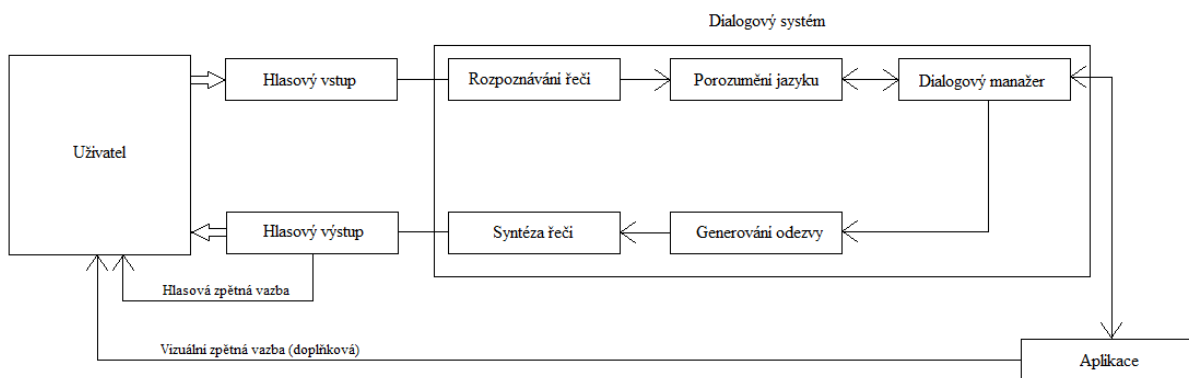 Dialogový systém
Hlasový vstup
Rozpoznávání řeči
Porozumění jazyku
Dialogový manažer
Uživatel
Hlasový výstup
Syntéza řeči
Generování odezvy
Hlasová zpětná vazba
Vizuální zpětná vazba (doplňková)
Aplikace